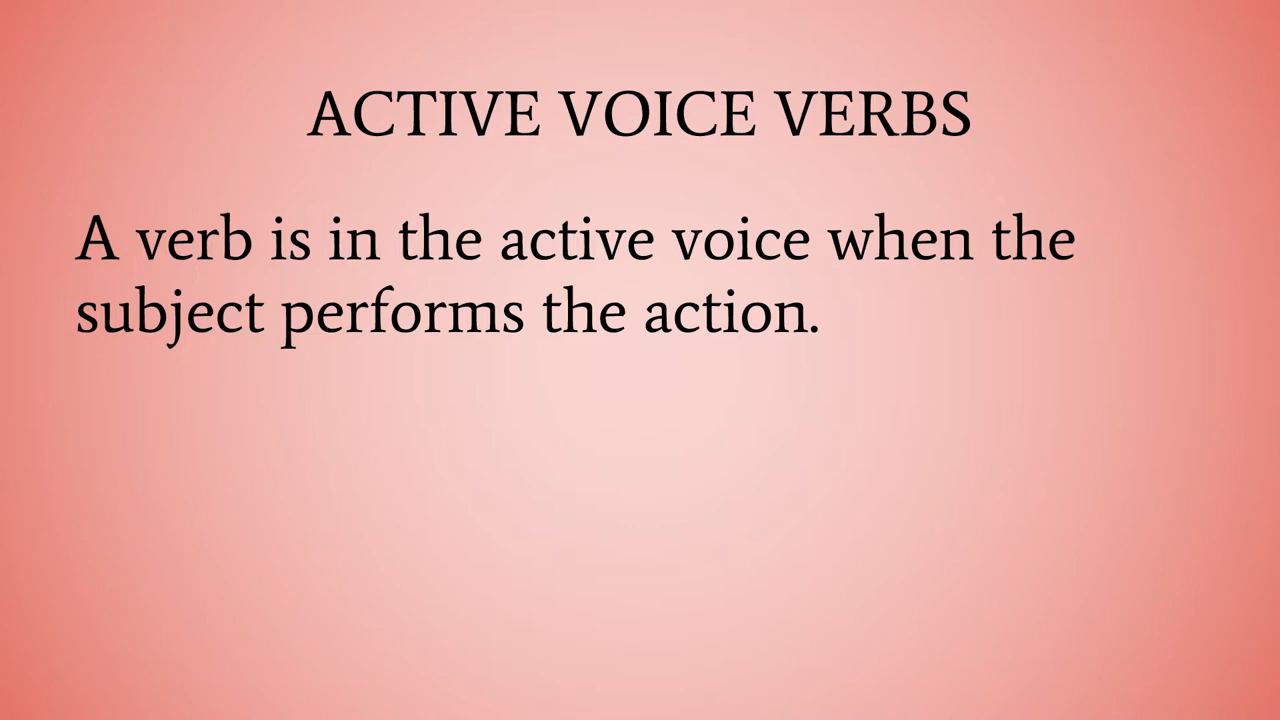 ACTIVE VOICE VERBS
A verb is in the active voice when the
subject performs the action.